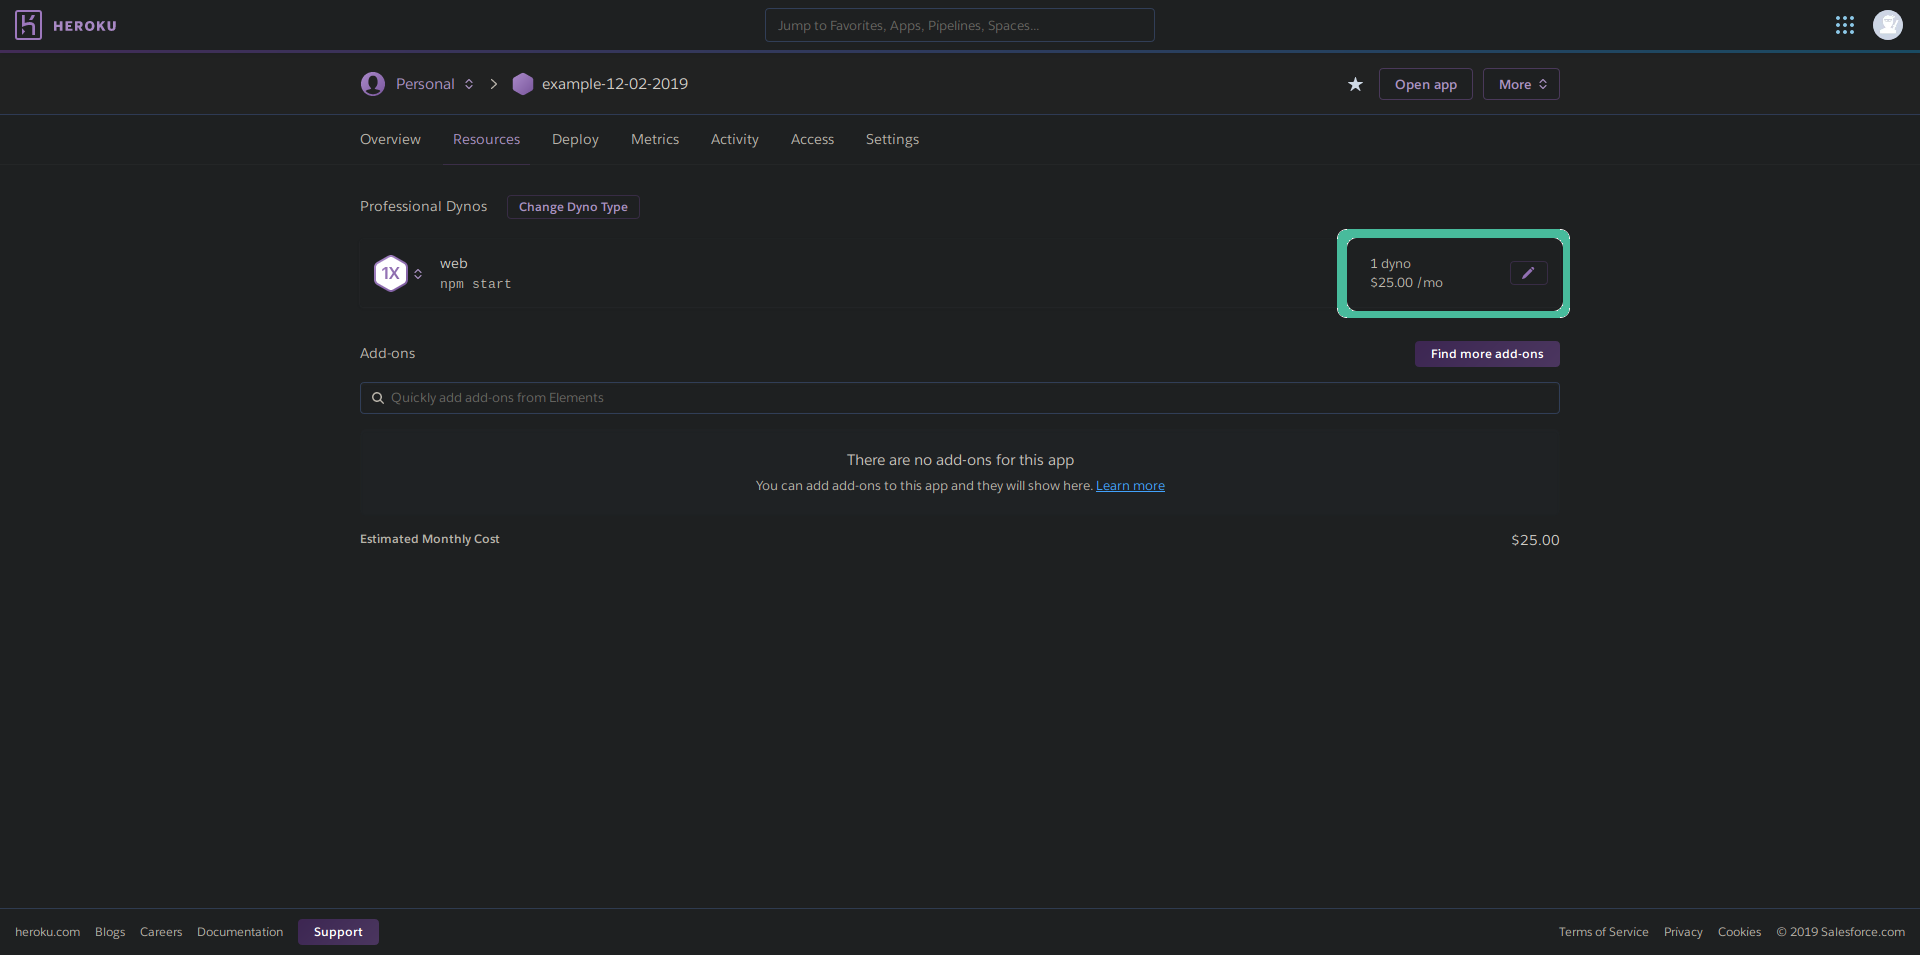 HEROKU
Jump to Favorites, Apps, Pipelines, Spaces...
Personal
example-12-02-2019
Open app
More
Overview
Resources
Deploy
Metrics
Activity
Access
Settings
Professional Dynos
Change Dyno Type
1X
web
npm start
1 dyno
$25.00 /mo
Add-ons
Find more add-ons
Quickly add add-ons from Elements
There are no add-ons for this app
You can add add-ons to this app and they will show here. Learn more
Estimated Monthly Cost
$25.00
heroku.com
Blogs
Careers
Documentation
Support
Terms of Service
Privacy
Cookies
© 2019 Salesforce.com